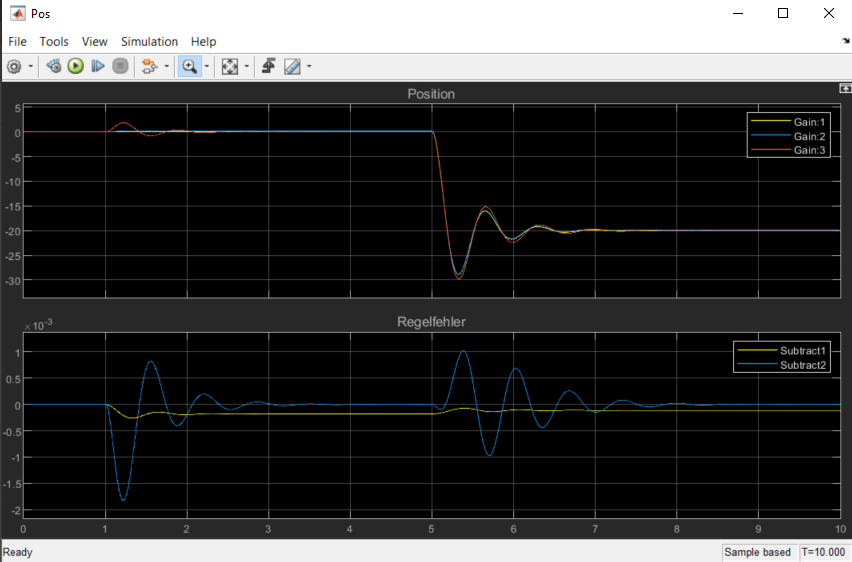 Pos
File Tools View Simulation Help
Position
5
0
-5
-10
-15
-20
-25
-30
Gain:1
Gain:2
Gain:3
Regelfehler
×10-3
1
0.5
0
-0.5
-1
-1.5
-2
Subtract1
Subtract2
0 1 2 3 4 5 6 7 8 9 10
Ready Sample based T=10.000